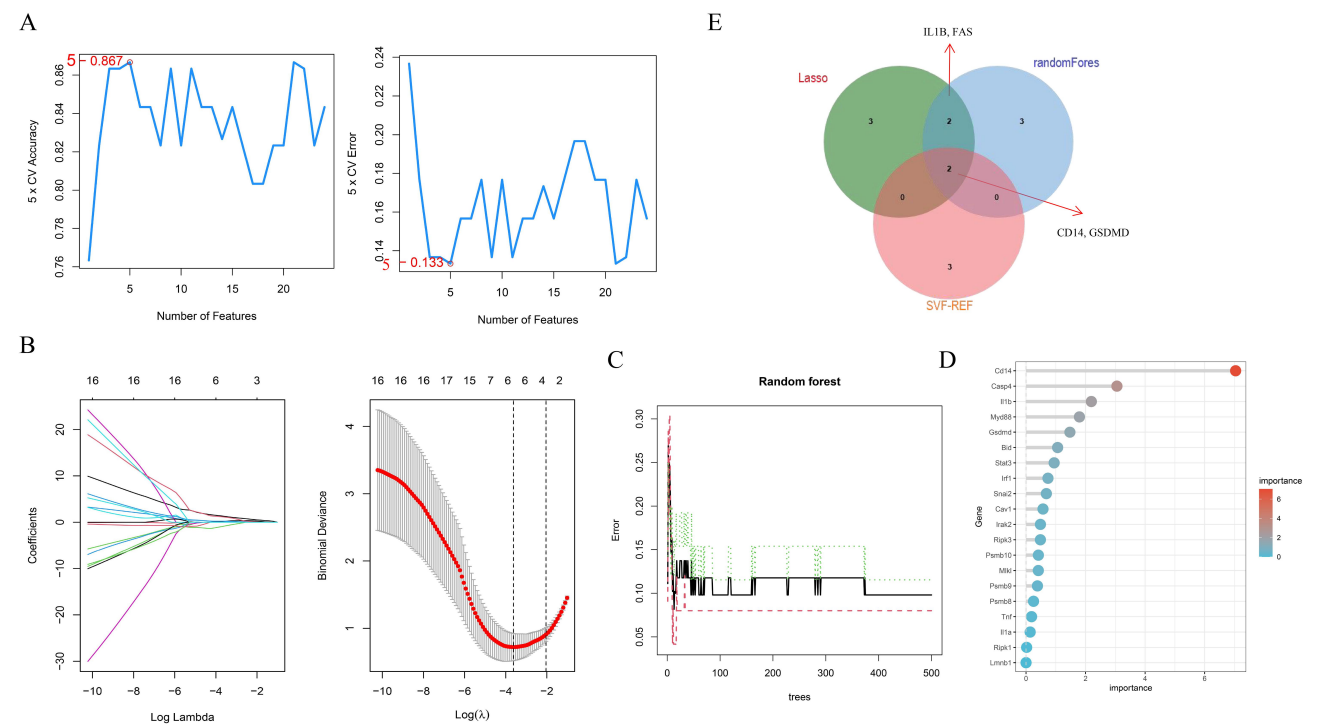 A
5 x CV Accuracy
0.76
0.78
0.80
0.82
0.84
0.86
5 - 0.867
5
10
15
20
Number of Features
5 x CV Error
0.14
0.16
0.18
0.20
0.22
0.24
5 - 0.133
5
10
15
20
Number of Features
E
IL1B, FAS
Lasso
randomFores
3
2
3
2
0
0
CD14, GSDMD
3
SVF-REF
B
16 16 16 6 3
Coefficients
20
10
0
-10
-20
-30
-10 -8 -6 -4 -2
Log Lambda
16 16 16 17 15 7 6 6 4 2
Binomial Deviance
4
3
2
1
-10 -8 -6 -4 -2
Log(λ)
C
Random forest
Error
0.30
0.25
0.20
0.15
0.10
0.05
0 100 200 300 400 500
trees
D
Gene
Cd14
Casp4
Il1b
Myd88
Gsdmd
Bid
Stat3
Irf1
Snai2
Cav1
Irak2
Ripk3
Psmb10
Mlkl
Psmb9
Psmb8
Tnf
Il1a
Ripk1
Lmnb1
0 2 4 6
importance
importance
6
4
2
0